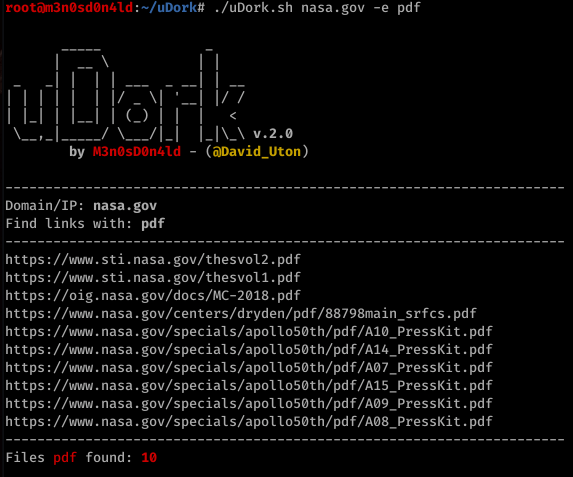 root@m3n0sd0n4ld:~/uDork# ./uDork.sh nasa.gov -e pdf
uDork v.2.0
by M3n0sD0n4ld - (@David_Uton)
---------------------------------------------------------------------
Domain/IP: nasa.gov
Find links with: pdf
---------------------------------------------------------------------
https://www.sti.nasa.gov/thesvol2.pdf
https://www.sti.nasa.gov/thesvol1.pdf
https://oig.nasa.gov/docs/MC-2018.pdf
https://www.nasa.gov/centers/dryden/pdf/88798main_srfcs.pdf
https://www.nasa.gov/specials/apollo50th/pdf/A10_PressKit.pdf
https://www.nasa.gov/specials/apollo50th/pdf/A14_PressKit.pdf
https://www.nasa.gov/specials/apollo50th/pdf/A07_PressKit.pdf
https://www.nasa.gov/specials/apollo50th/pdf/A15_PressKit.pdf
https://www.nasa.gov/specials/apollo50th/pdf/A09_PressKit.pdf
https://www.nasa.gov/specials/apollo50th/pdf/A08_PressKit.pdf
---------------------------------------------------------------------
Files pdf found: 10